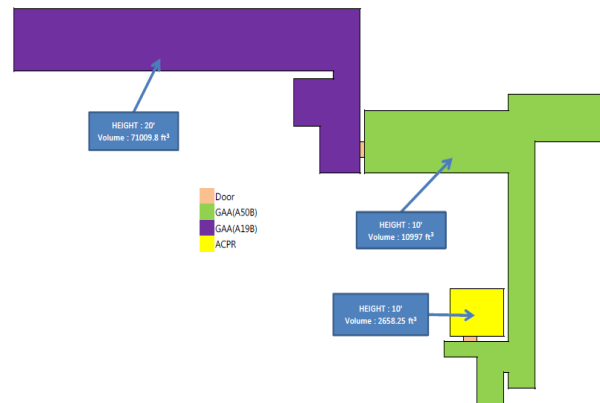 HEIGHT : 20'
Volume : 71009.8 ft³
Door
GAA(A50B)
GAA(A19B)
ACPR
HEIGHT : 10'
Volume : 10997 ft³
HEIGHT : 10'
Volume : 2658.25 ft³